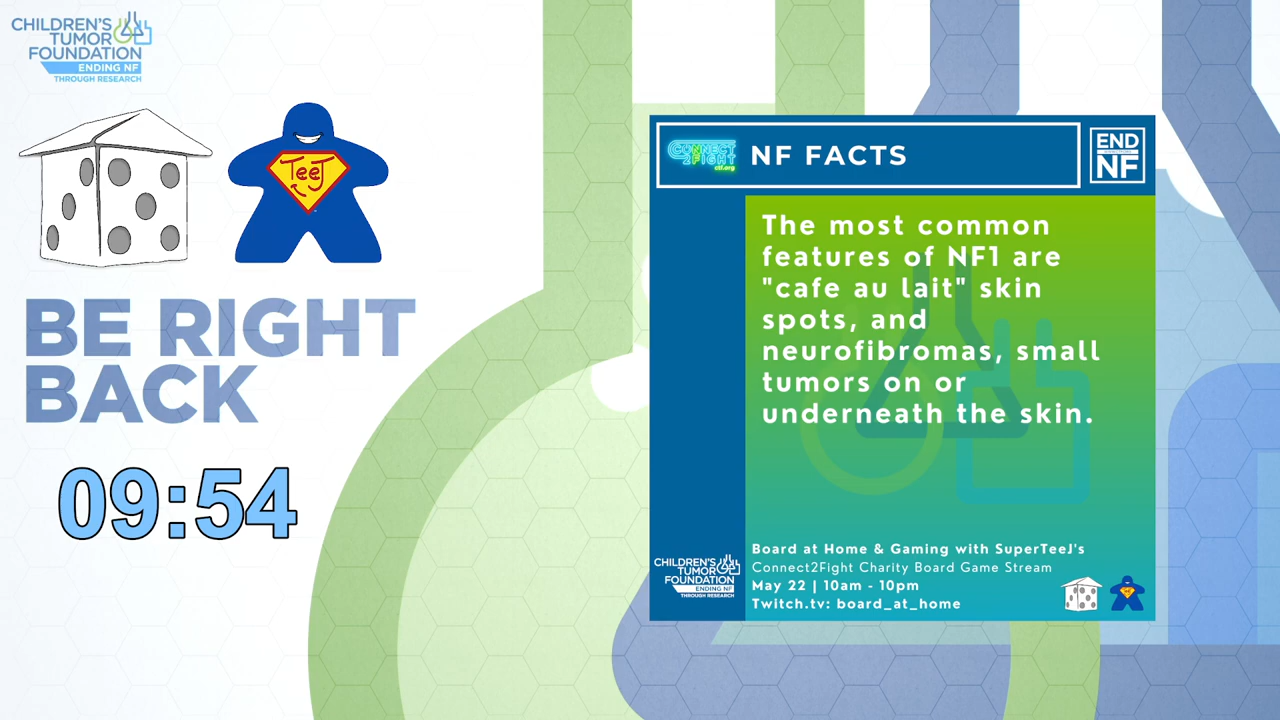 CHILDREN'S
TUMOR
FOUNDATION
ENDING NF
THROUGH RESEARCH
TeeJ
BE RIGHT
BACK
09:54
CONNECT
2FIGHT
c2f.org
NF FACTS
END
NF
The most common
features of NF1 are
"cafe au lait" skin
spots, and
neurofibromas, small
tumors on or
underneath the skin.
Board at Home & Gaming with SuperTeeJ's
Connect2Fight Charity Board Game Stream
May 22 | 10am - 10pm
Twitch.tv: board_at_home
CHILDREN'S
TUMOR
FOUNDATION
ENDING NF
THROUGH RESEARCH